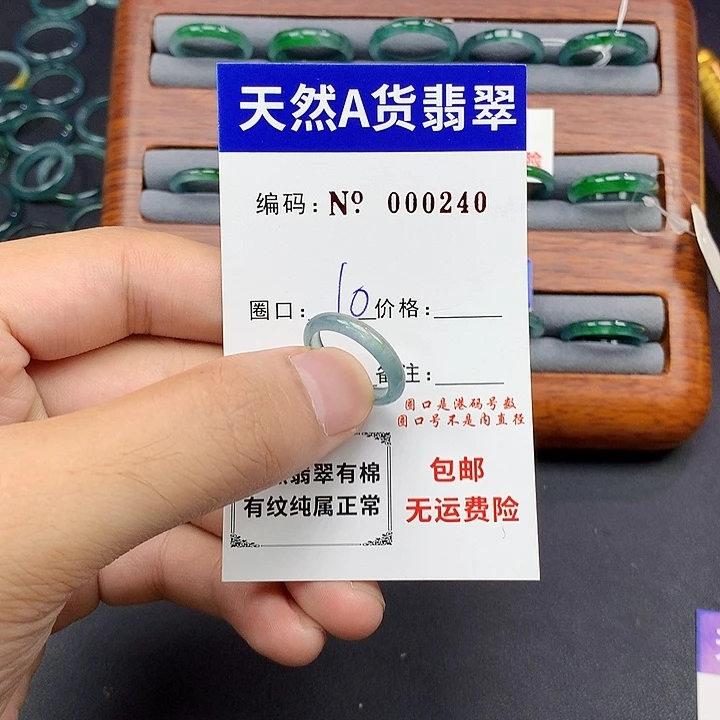 天然A货翡翠
编码：Nº 000240
圈口：10 价格：
备注：
圈口是港码号数
圈口号不是内直径
翡翠有棉
有纹纯属正常
包邮
无运费险
险